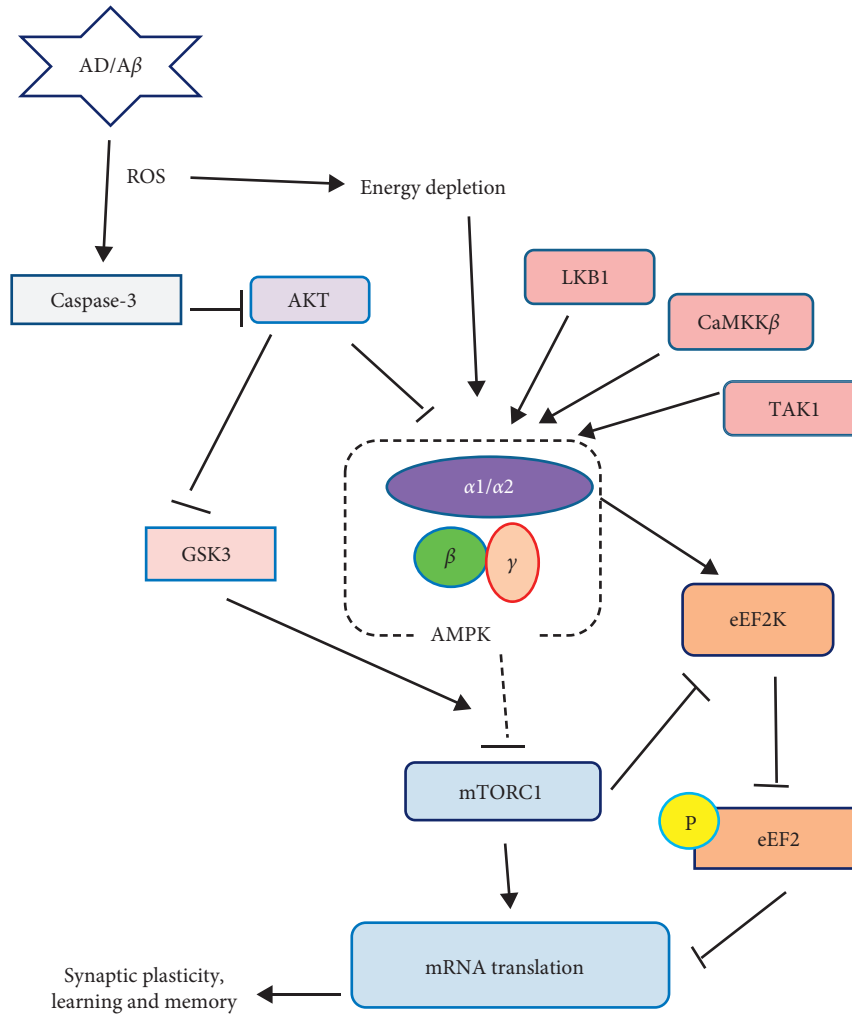 AD/Aβ
ROS
Energy depletion
LKB1
Caspase-3
AKT
CaMKKβ
TAK1
α1/α2
GSK3
β
γ
eEF2K
AMPK
mTORC1
P
eEF2
mRNA translation
Synaptic plasticity,
learning and memory